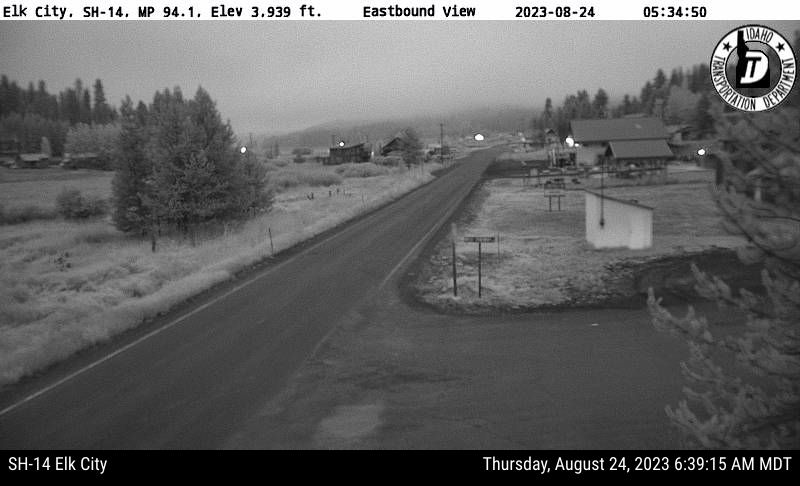 Elk City, SH-14, MP 94.1, Elev 3,939 ft. Eastbound View 2023-08-24 05:34:50
IDAHO
TRANSPORTATION DEPARTMENT
SH-14 Elk City Thursday, August 24, 2023 6:39:15 AM MDT